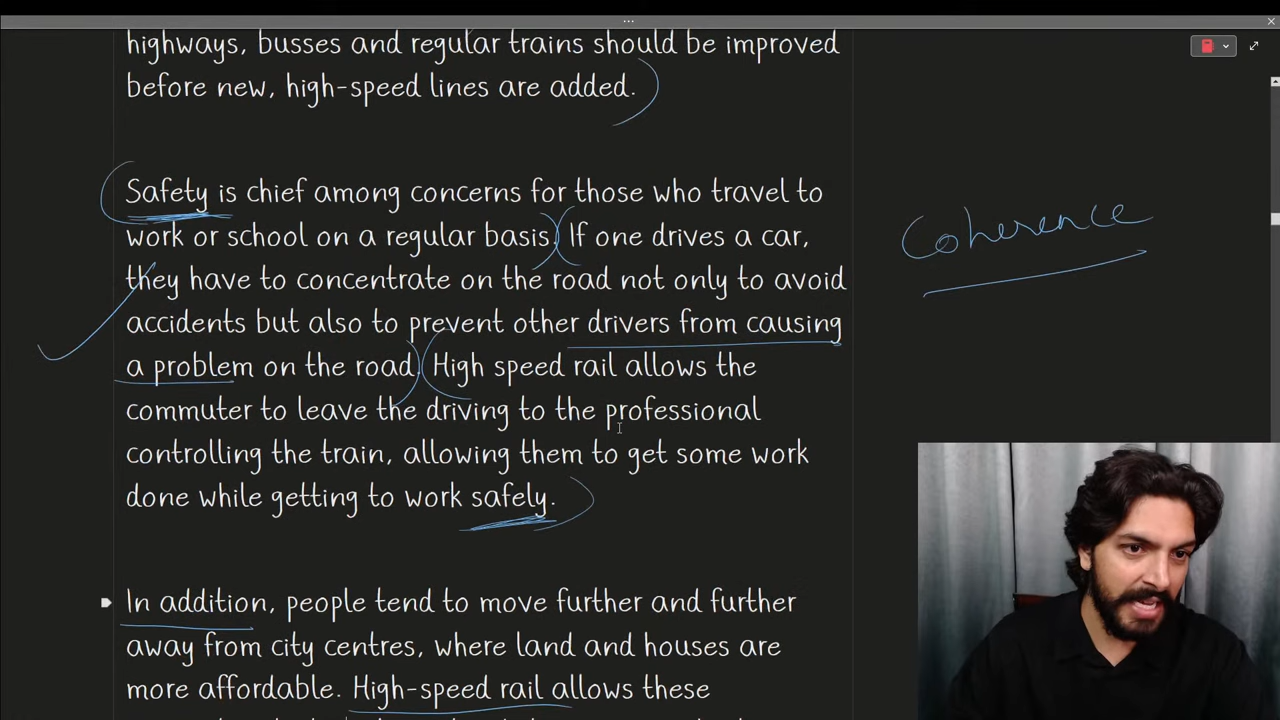 highways, busses and regular trains should be improved
before new, high-speed lines are added.
Safety is chief among concerns for those who travel to
work or school on a regular basis. If one drives a car,
they have to concentrate on the road not only to avoid
accidents but also to prevent other drivers from causing
a problem on the road. High speed rail allows the
commuter to leave the driving to the professional
controlling the train, allowing them to get some work
done while getting to work safely.
Coherence
In addition, people tend to move further and further
away from city centres, where land and houses are
more affordable. High-speed rail allows these